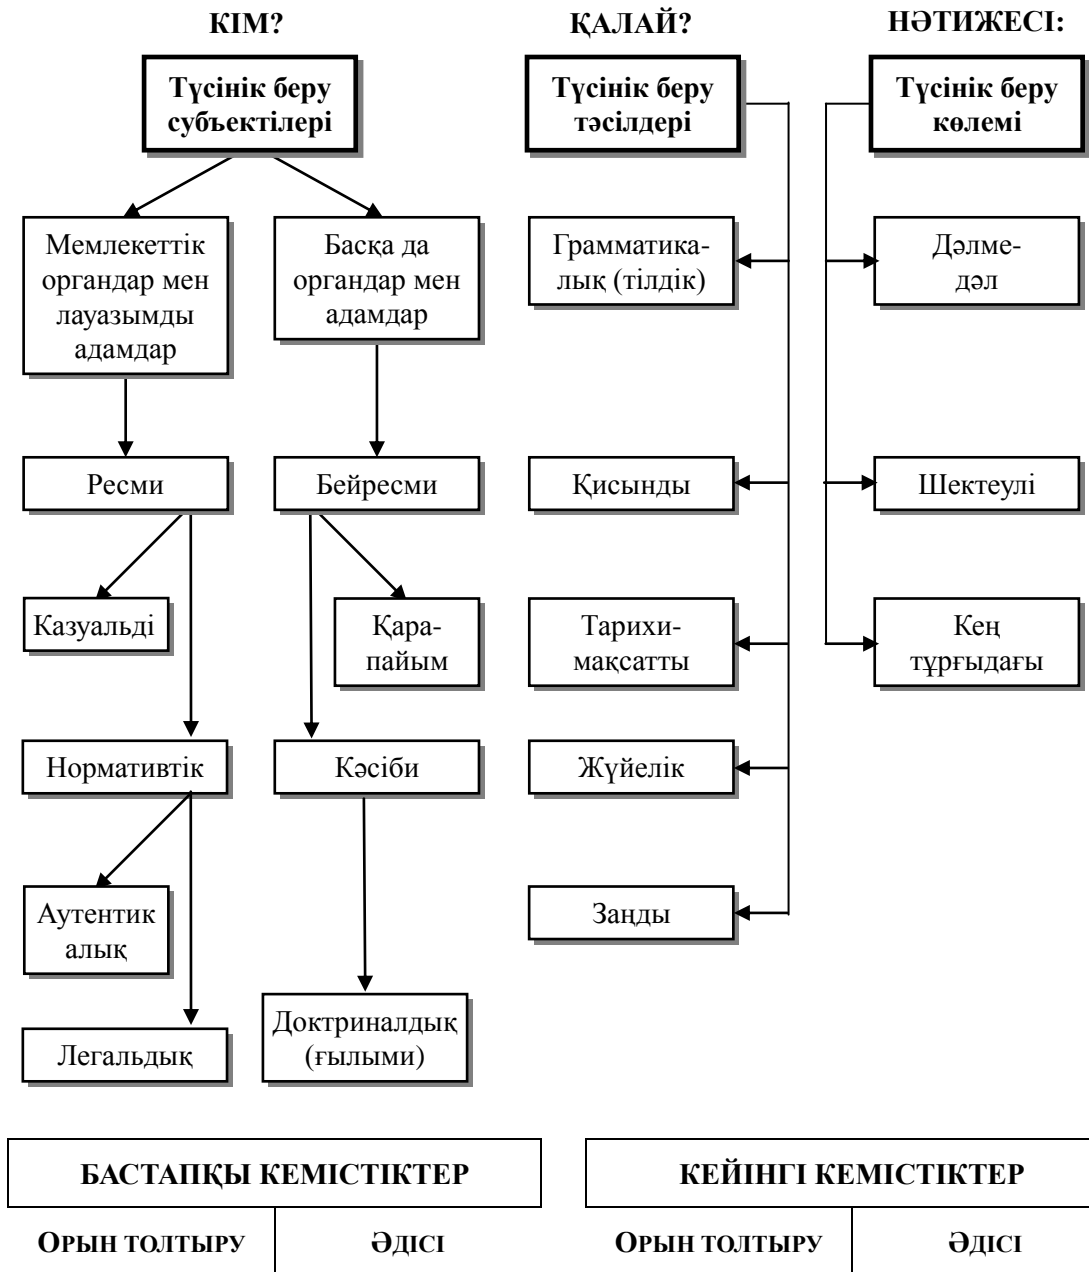 КІМ?
ҚАЛАЙ?
НӘТИЖЕСІ:
Түсінік беру
субъектілері
Түсінік беру
тәсілдері
Түсінік беру
көлемі
Мемлекеттік
органдар мен
лауазымды
адамдар
Басқа да
органдар мен
адамдар
Грамматика-
лық (тілдік)
Дәлме-
дәл
Ресми
Бейресми
Қисынды
Шектеулі
Казуальді
Қара-
пайым
Тарихи-
мақсатты
Кең
тұрғыдағы
Нормативтік
Кәсіби
Жүйелік
Аутентик
алық
Заңды
Легальдық
Доктриналдық
(ғылыми)
БАСТАПҚЫ КЕМІСТІКТЕР
КЕЙІНГІ КЕМІСТІКТЕР
ОРЫН ТОЛТЫРУ
ӘДІСІ
ОРЫН ТОЛТЫРУ
ӘДІСІ